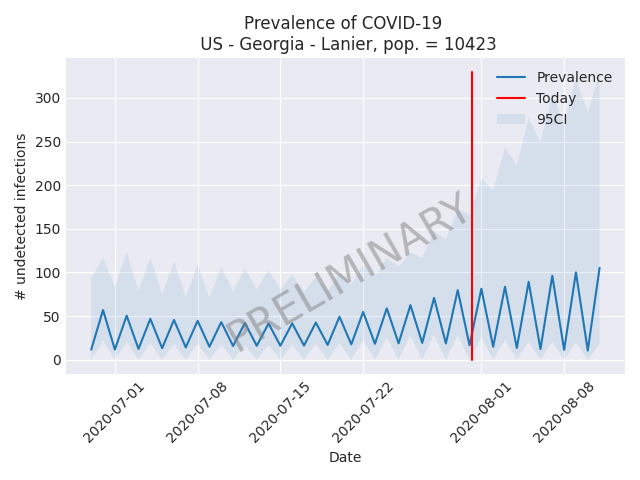 Prevalence of COVID-19
US - Georgia - Lanier, pop. = 10423
Prevalence
Today
95CI
# undetected infections
300
250
200
150
100
50
0
PRELIMINARY
2020-07-01
2020-07-08
2020-07-15
2020-07-22
2020-08-01
2020-08-08
Date